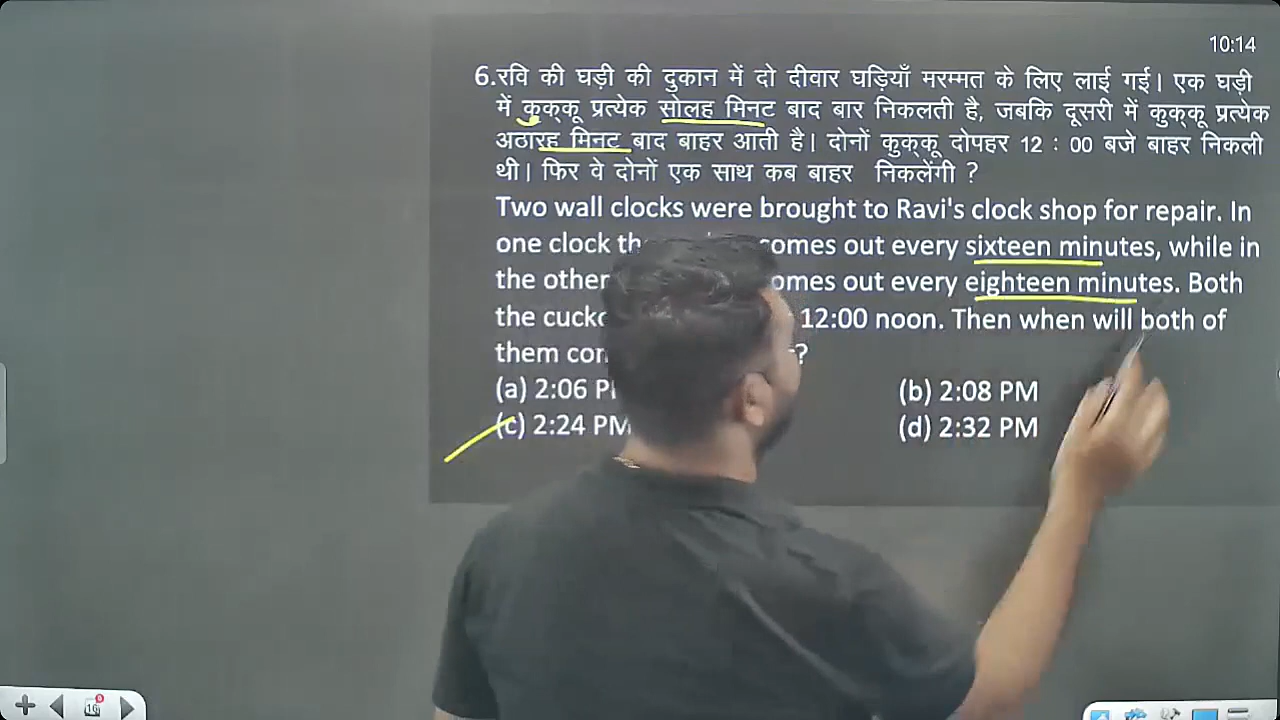 10:14
6.रवि की घड़ी की दुकान में दो दीवार घड़ियाँ मरम्मत के लिए लाई गई। एक घड़ी
में कुक्कू प्रत्येक सोलह मिनट बाद बार निकलती है, जबकि दूसरी में कुक्कू प्रत्येक
अठारह मिनट बाद बाहर आती है। दोनों कुक्कू दोपहर 12 : 00 बजे बाहर निकली
थी। फिर वे दोनों एक साथ कब बाहर निकलेंगी ?
Two wall clocks were brought to Ravi's clock shop for repair. In
one clock comes out every sixteen minutes, while in
the other every eighteen minutes. Both
the 12:00 noon. Then when will both of
them ?
(a) 2:06 (b) 2:08 PM
(c) 2:24 PM (d) 2:32 PM
19